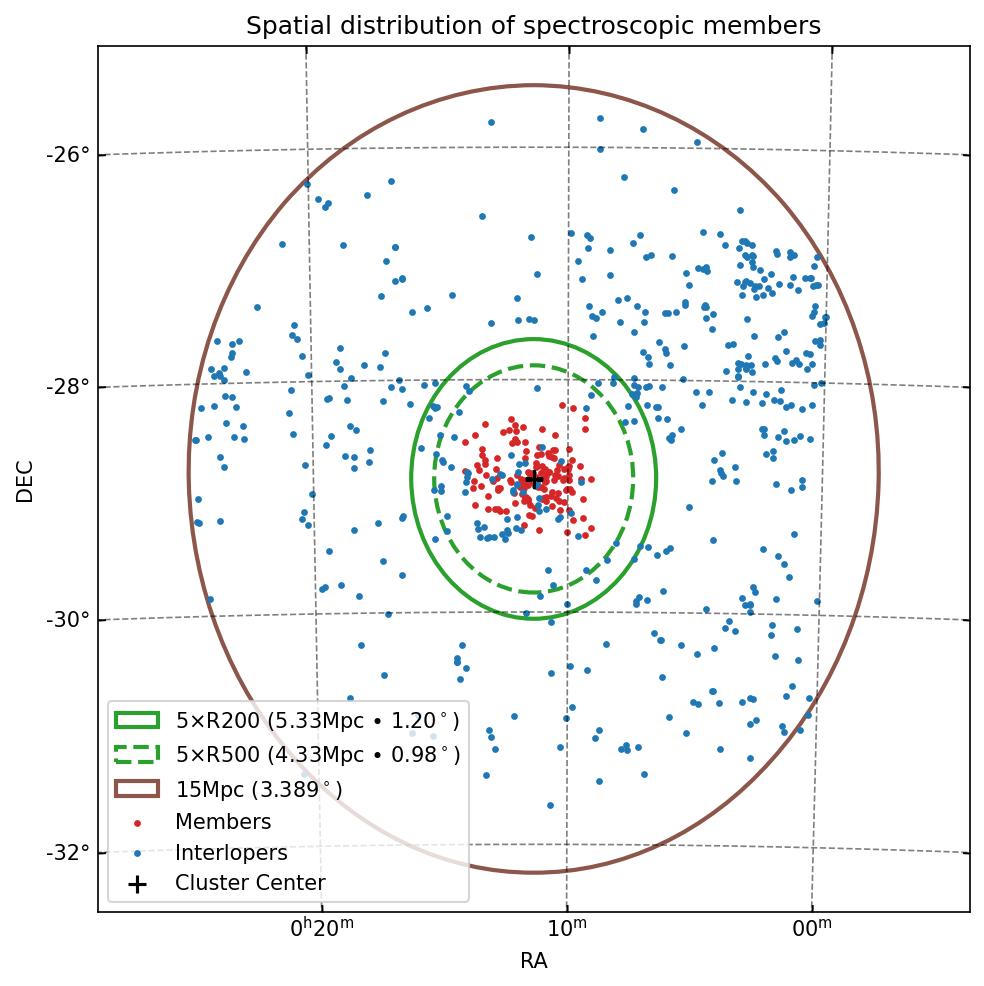 Spatial distribution of spectroscopic members
-26°
-28°
-30°
-32°
DEC
5×R200 (5.33Mpc • 1.20°)
5×R500 (4.33Mpc • 0.98°)
15Mpc (3.389°)
Members
Interlopers
Cluster Center
0ʰ20ᵐ
10ᵐ
00ᵐ
RA